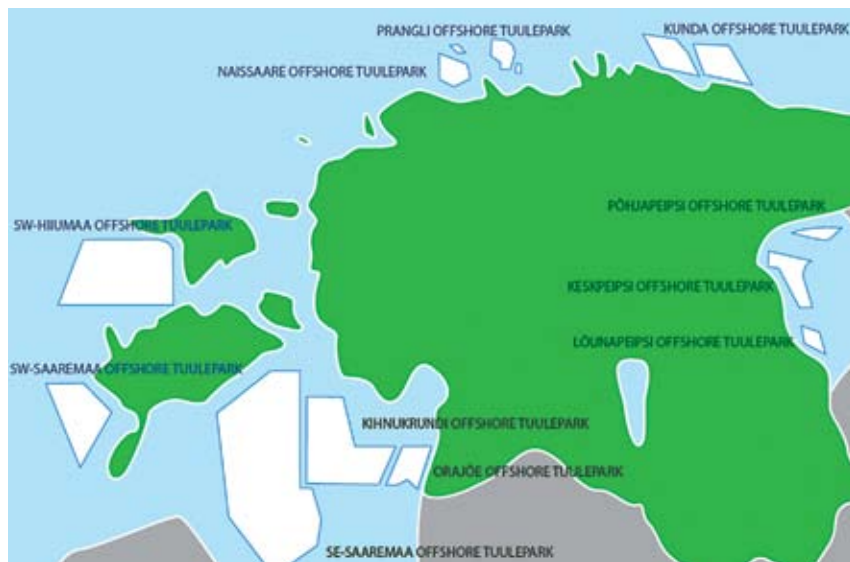 PRANGLI OFFSHORE TUULEPARK
KUNDA OFFSHORE TUULEPARK
NAISSAARE OFFSHORE TUULEPARK
PÕHJAPEIPSI OFFSHORE TUULEPARK
SW-HIIUMAA OFFSHORE TUULEPARK
KESKPEIPSI OFFSHORE TUULEPARK
LÕUNAPEIPSI OFFSHORE TUULEPARK
SW-SAAREMAA OFFSHORE TUULEPARK
KIHNUKRUNDI OFFSHORE TUULEPARK
ORAJÕE OFFSHORE TUULEPARK
SE-SAAREMAA OFFSHORE TUULEPARK